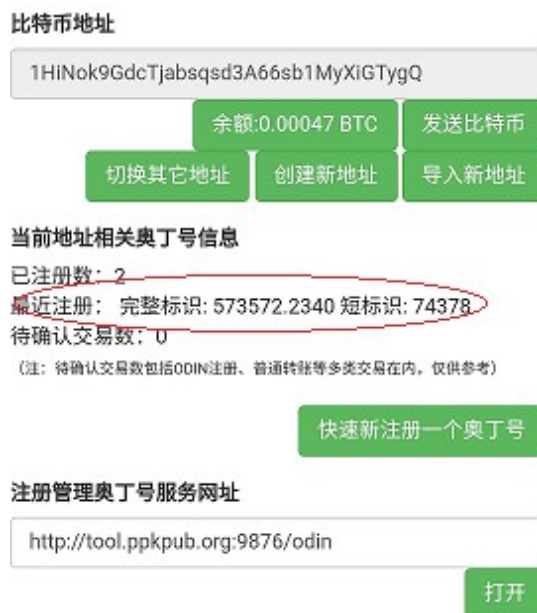 比特币地址
1HiNok9GdcTjabsqsd3A66sb1MyXiGTygQ
余额:0.00047 BTC 发送比特币
切换其它地址 创建新地址 导入新地址
当前地址相关奥丁号信息
已注册数：2
最近注册： 完整标识: 573572.2340 短标识: 74378
待确认交易数：0
（注：待确认交易数包括ODIN注册、普通转账等多类交易在内，仅供参考）
快速新注册一个奥丁号
注册管理奥丁号服务网址
http://tool.ppkpub.org:9876/odin
打开